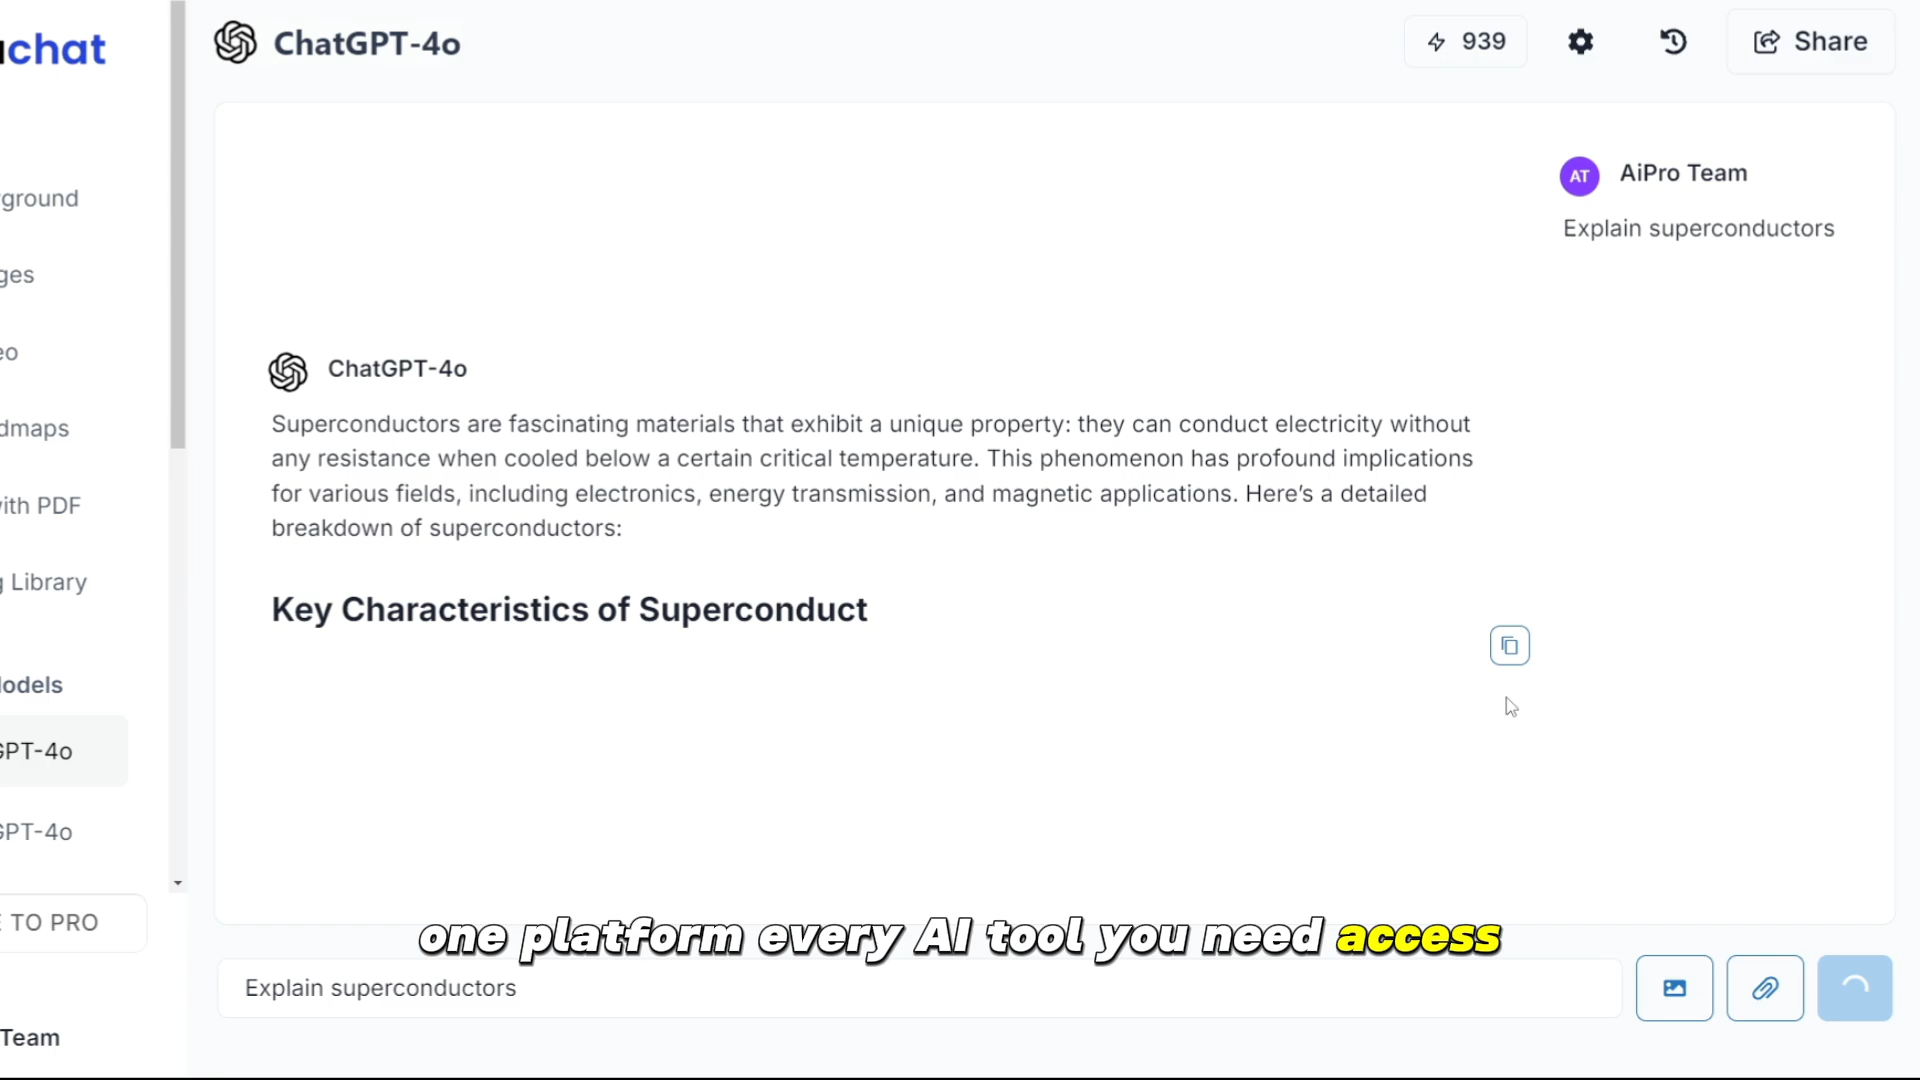 chat
ChatGPT-4o
939
Share
ground
ges
eo
dmaps
ith PDF
g Library
odels
GPT-4o
GPT-4o
E TO PRO
Team
AT
AiPro Team
Explain superconductors
ChatGPT-4o
Superconductors are fascinating materials that exhibit a unique property: they can conduct electricity without
any resistance when cooled below a certain critical temperature. This phenomenon has profound implications
for various fields, including electronics, energy transmission, and magnetic applications. Here's a detailed
breakdown of superconductors:
Key Characteristics of Superconduct
one platform every AI tool you need access
Explain superconductors